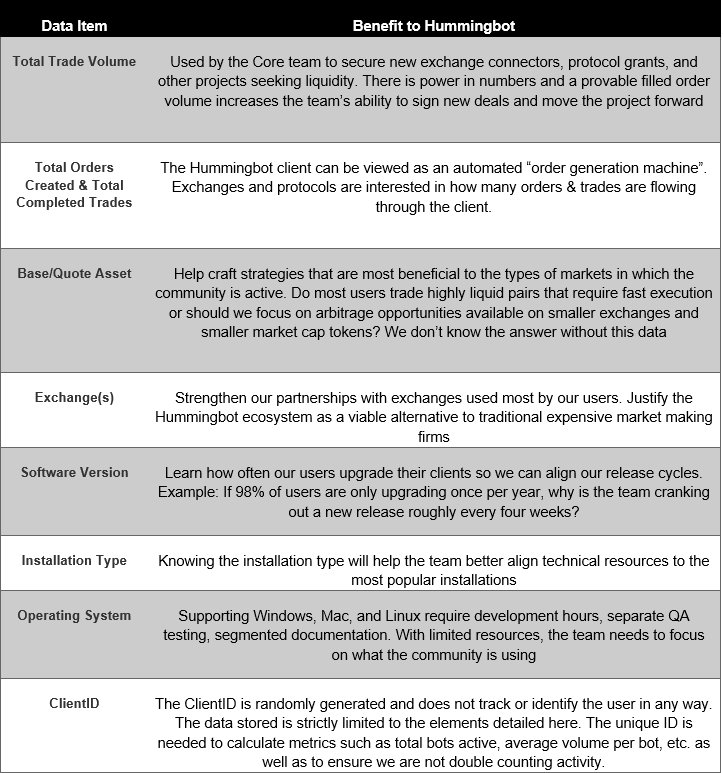 Data Item
Benefit to Hummingbot
Total Trade Volume
Used by the Core team to secure new exchange connectors, protocol grants, and
other projects seeking liquidity. There is power in numbers and a provable filled order
volume increases the team’s ability to sign new deals and move the project forward
Total Orders
Created & Total
Completed Trades
The Hummingbot client can be viewed as an automated “order generation machine”.
Exchanges and protocols are interested in how many orders & trades are flowing
through the client.
Base/Quote Asset
Help craft strategies that are most beneficial to the types of markets in which the
community is active. Do most users trade highly liquid pairs that require fast execution
or should we focus on arbitrage opportunities available on smaller exchanges and
smaller market cap tokens? We don’t know the answer without this data
Exchange(s)
Strengthen our partnerships with exchanges used most by our users. Justify the
Hummingbot ecosystem as a viable alternative to traditional expensive market making
firms
Software Version
Learn how often our users upgrade their clients so we can align our release cycles.
Example: If 98% of users are only upgrading once per year, why is the team cranking
out a new release roughly every four weeks?
Installation Type
Knowing the installation type will help the team better align technical resources to the
most popular installations
Operating System
Supporting Windows, Mac, and Linux require development hours, separate QA
testing, segmented documentation. With limited resources, the team needs to focus
on what the community is using
ClientID
The ClientID is randomly generated and does not track or identify the user in any way.
The data stored is strictly limited to the elements detailed here. The unique ID is
needed to calculate metrics such as total bots active, average volume per bot, etc. as
well as to ensure we are not double counting activity.